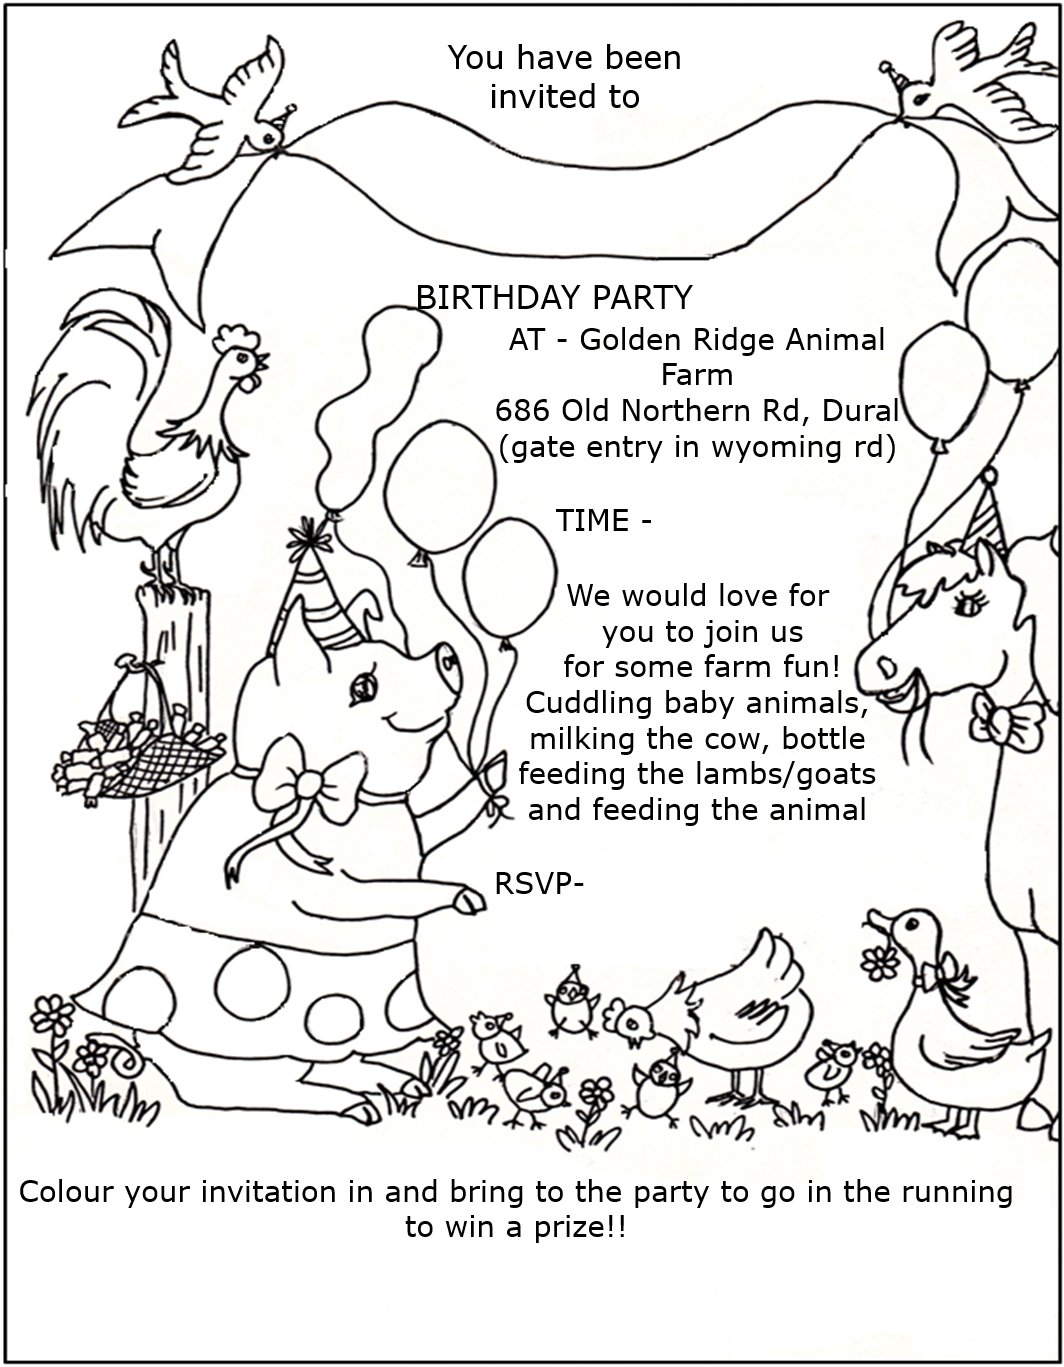 You have been
invited to
BIRTHDAY PARTY
AT - Golden Ridge Animal
Farm
686 Old Northern Rd, Dural
(gate entry in wyoming rd)
TIME -
We would love for
you to join us
for some farm fun!
Cuddling baby animals,
milking the cow, bottle
feeding the lambs/goats
and feeding the animal
RSVP-
Colour your invitation in and bring to the party to go in the running
to win a prize!!